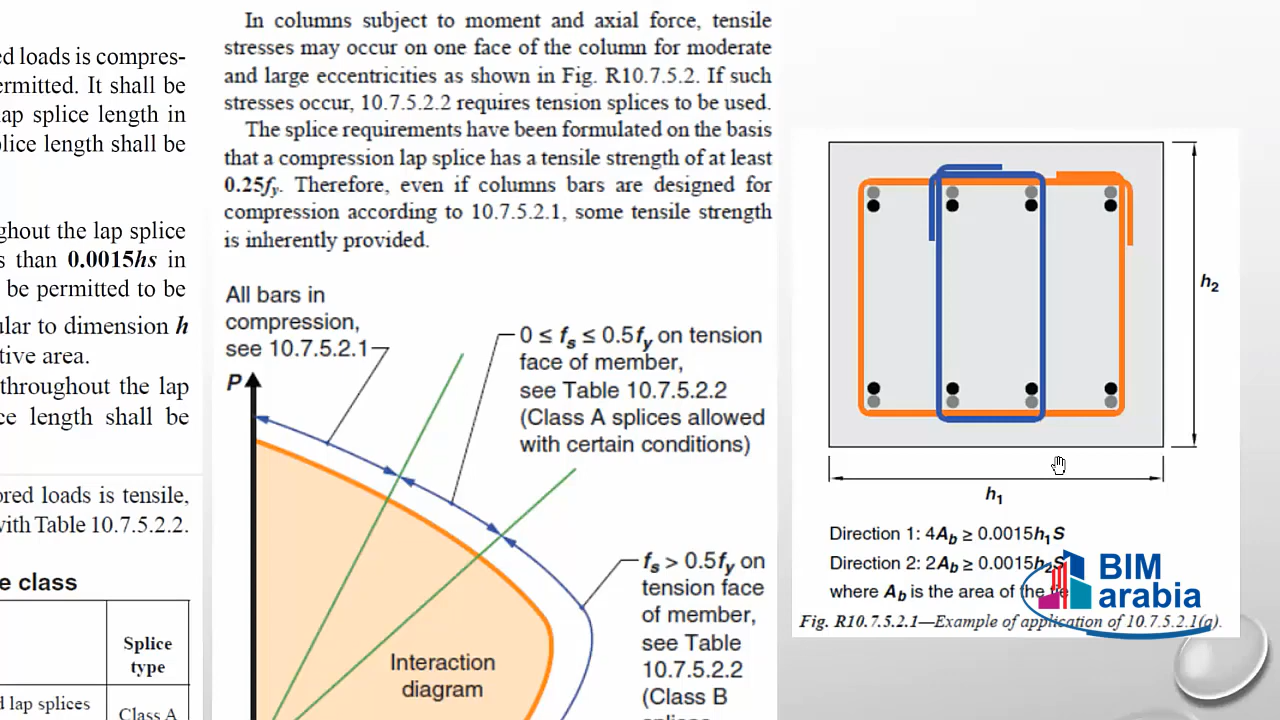 ed loads is compres-
ermitted. It shall be
ap splice length in
plice length shall be
ghout the lap splice
s than 0.0015hs in
be permitted to be
ular to dimension h
tive area.
throughout the lap
ce length shall be
ored loads is tensile,
with Table 10.7.5.2.2.
e class
Splice
type
d lap splices
Class A
In columns subject to moment and axial force, tensile
stresses may occur on one face of the column for moderate
and large eccentricities as shown in Fig. R10.7.5.2. If such
stresses occur, 10.7.5.2.2 requires tension splices to be used.
The splice requirements have been formulated on the basis
that a compression lap splice has a tensile strength of at least
0.25fy. Therefore, even if columns bars are designed for
compression according to 10.7.5.2.1, some tensile strength
is inherently provided.
All bars in
compression,
see 10.7.5.2.1
P
0 ≤ fs ≤ 0.5fy on tension
face of member,
see Table 10.7.5.2.2
(Class A splices allowed
with certain conditions)
fs > 0.5fy on
tension face
of member,
see Table
10.7.5.2.2
(Class B
Interaction
diagram
h2
h1
Direction 1: 4Ab ≥ 0.0015h1S
Direction 2: 2Ab ≥ 0.0015h2S
where Ab is the area of the tie
Fig. R10.7.5.2.1—Example of application of 10.7.5.2.1(a).
BIM
arabia